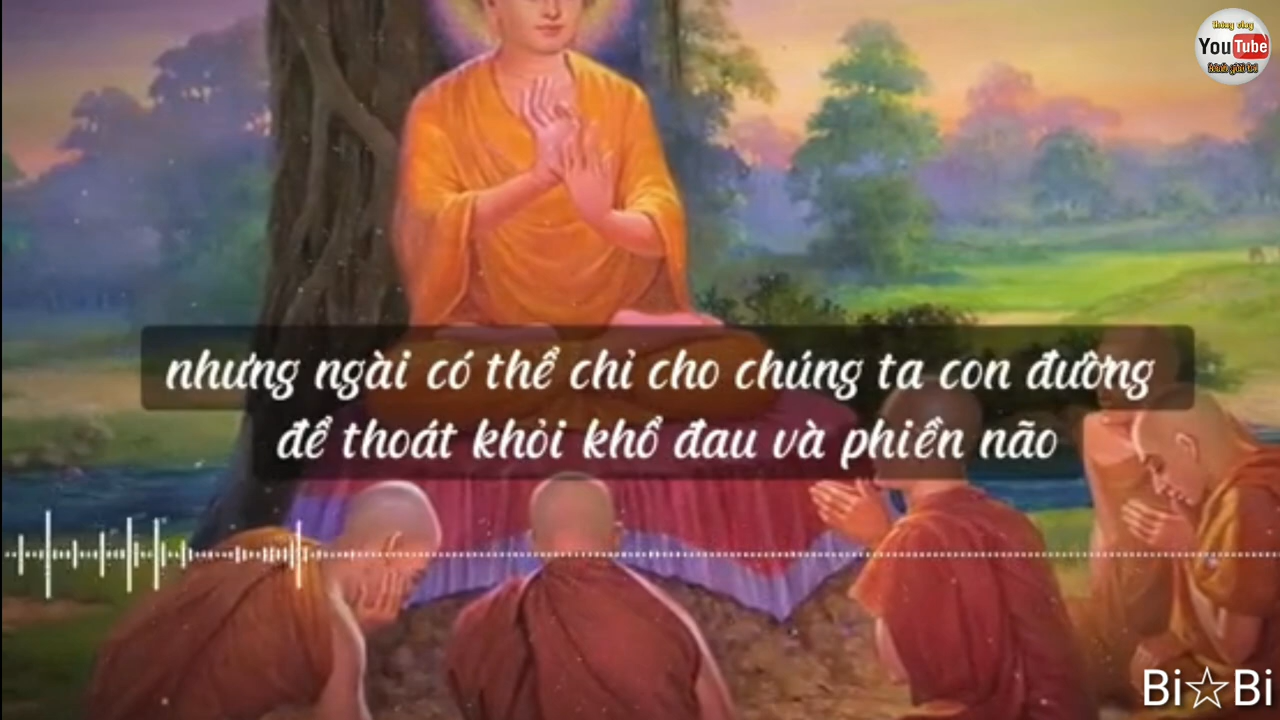 YouTube
nhưng ngài có thể chỉ cho chúng ta con đường
để thoát khỏi khổ đau và phiền não
Bi☆Bi